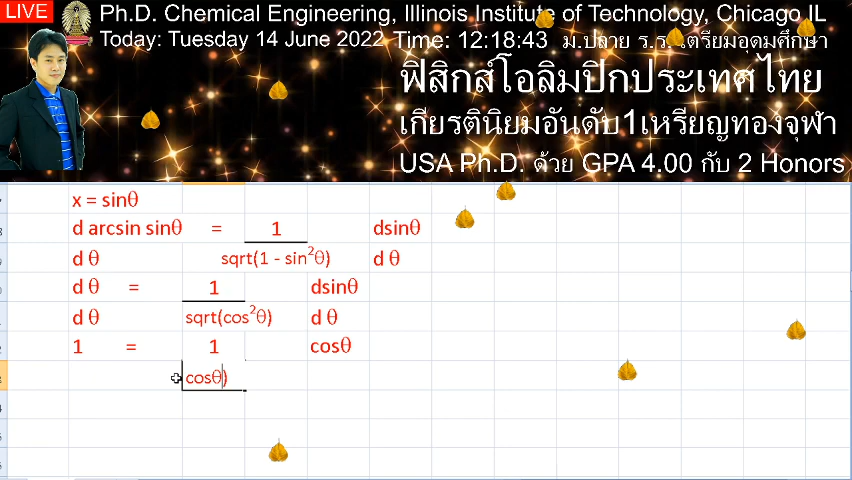 LIVE
Ph.D. Chemical Engineering, Illinois Institute of Technology, Chicago IL
Today: Tuesday 14 June 2022 Time: 12:18:43 ม.ปลาย ร.ร. เตรียมอุดมศึกษา
ฟิสิกส์โอลิมปิกประเทศไทย
เกียรตินิยมอันดับ1เหรียญทองจุฬา
USA Ph.D. ด้วย GPA 4.00 กับ 2 Honors
x = sinθ
d arcsin sinθ = 1 dsinθ
d θ sqrt(1 - sin²θ) d θ
d θ = 1 dsinθ
d θ sqrt(cos²θ) d θ
1 = 1 cosθ
cosθ)